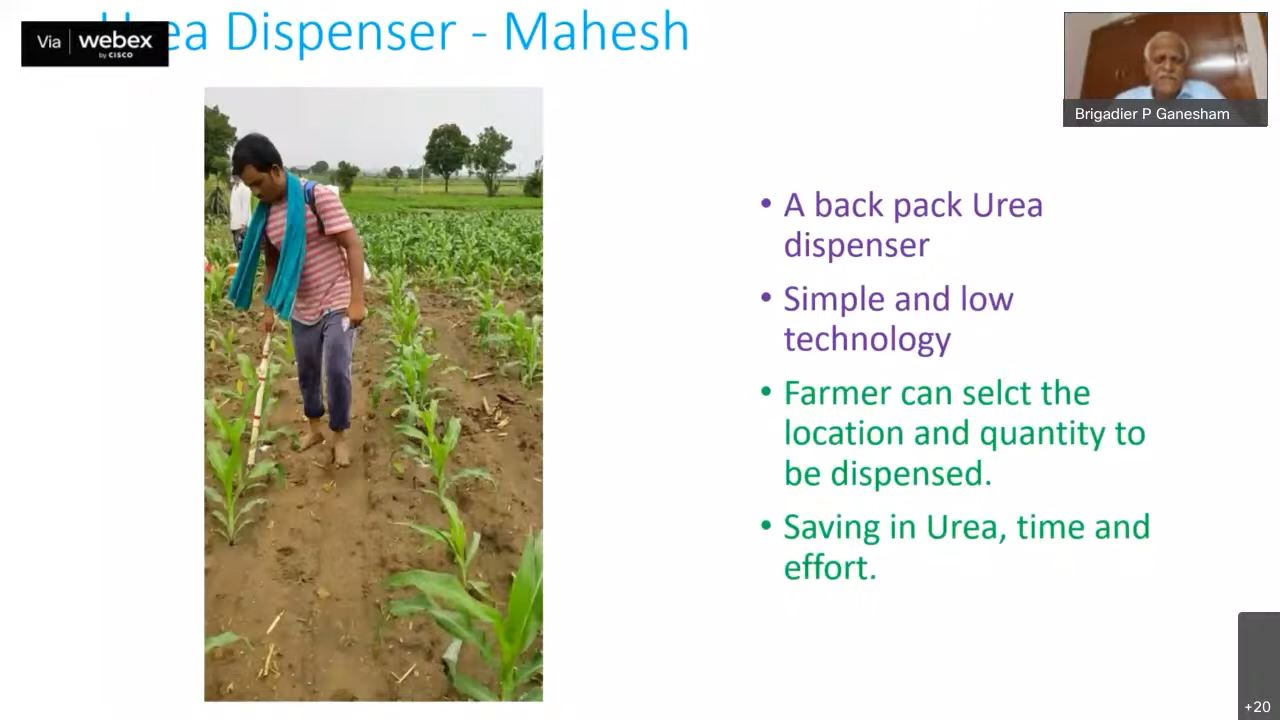 Via webex
by CISCO
ea Dispenser - Mahesh
Brigadier P Ganesham
• A back pack Urea
dispenser
• Simple and low
technology
• Farmer can selct the
location and quantity to
be dispensed.
• Saving in Urea, time and
effort.
+20